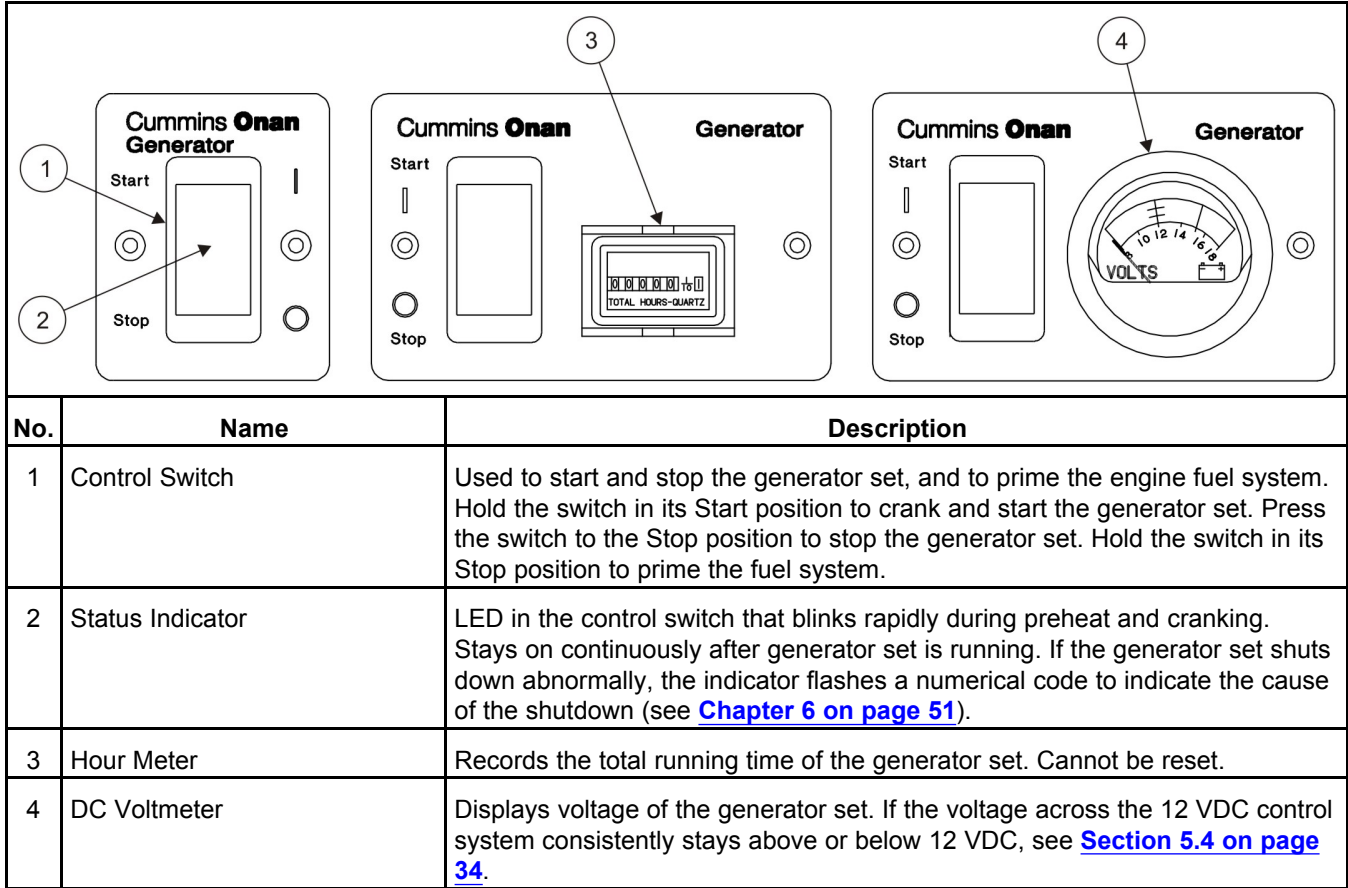 3
4
Cummins Onan
Generator
1
Start
2
Stop
Cummins Onan Generator
Start
0 0 0 0 0 1/10 1
TOTAL HOURS-QUARTZ
Stop
Cummins Onan Generator
Start
8 10 12 14 16 18
VOLTS
- +
Stop
No. Name Description
1 Control Switch Used to start and stop the generator set, and to prime the engine fuel system.
Hold the switch in its Start position to crank and start the generator set. Press
the switch to the Stop position to stop the generator set. Hold the switch in its
Stop position to prime the fuel system.
2 Status Indicator LED in the control switch that blinks rapidly during preheat and cranking.
Stays on continuously after generator set is running. If the generator set shuts
down abnormally, the indicator flashes a numerical code to indicate the cause
of the shutdown (see Chapter 6 on page 51).
3 Hour Meter Records the total running time of the generator set. Cannot be reset.
4 DC Voltmeter Displays voltage of the generator set. If the voltage across the 12 VDC control
system consistently stays above or below 12 VDC, see Section 5.4 on page
34.